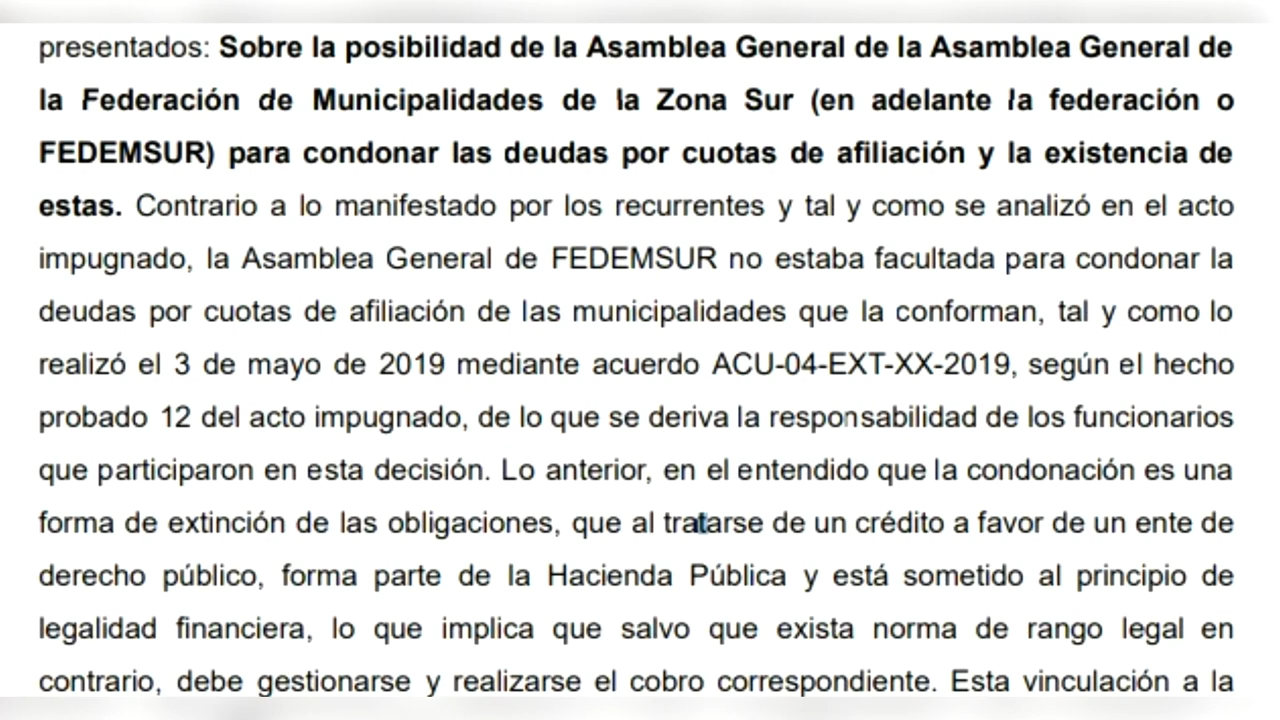 presentados: Sobre la posibilidad de la Asamblea General de la Asamblea General de
la Federación de Municipalidades de la Zona Sur (en adelante la federación o
FEDEMSUR) para condonar las deudas por cuotas de afiliación y la existencia de
estas. Contrario a lo manifestado por los recurrentes y tal y como se analizó en el acto
impugnado, la Asamblea General de FEDEMSUR no estaba facultada para condonar la
deudas por cuotas de afiliación de las municipalidades que la conforman, tal y como lo
realizó el 3 de mayo de 2019 mediante acuerdo ACU-04-EXT-XX-2019, según el hecho
probado 12 del acto impugnado, de lo que se deriva la responsabilidad de los funcionarios
que participaron en esta decisión. Lo anterior, en el entendido que la condonación es una
forma de extinción de las obligaciones, que al tratarse de un crédito a favor de un ente de
derecho público, forma parte de la Hacienda Pública y está sometido al principio de
legalidad financiera, lo que implica que salvo que exista norma de rango legal en
contrario, debe gestionarse y realizarse el cobro correspondiente. Esta vinculación a la